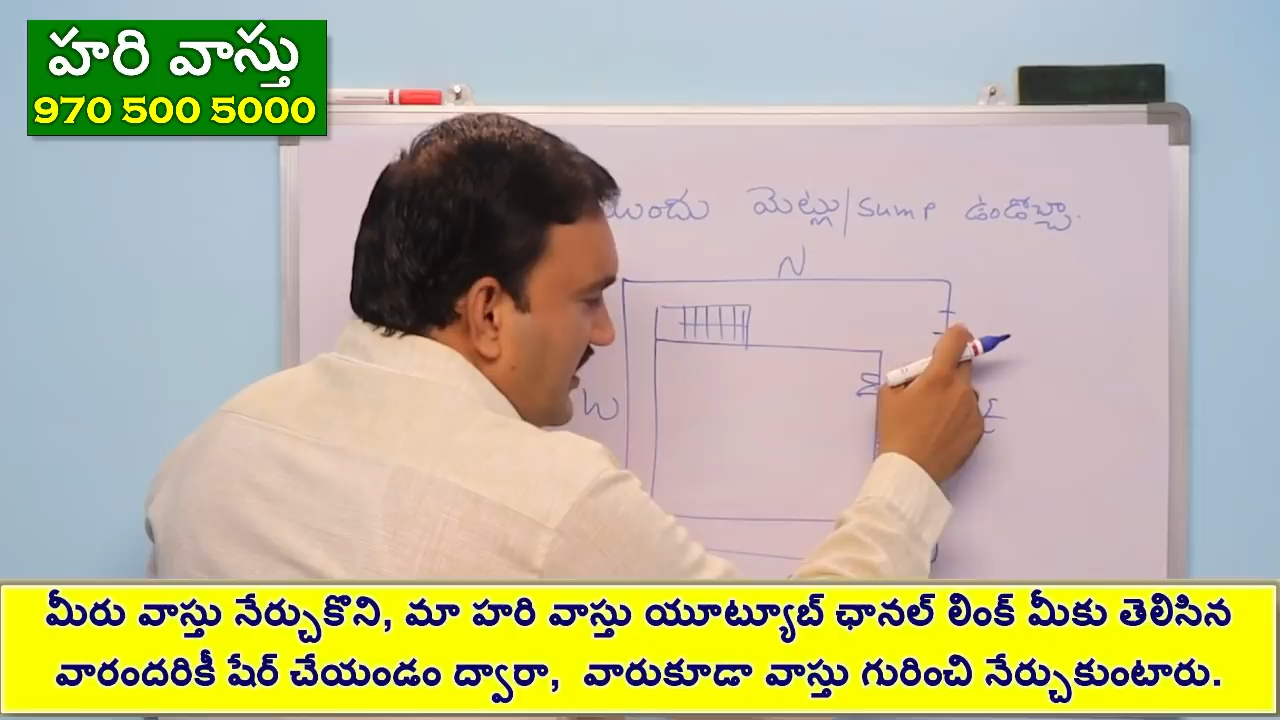 హరి వాస్తు
970 500 5000
ముందు మెట్లు/sump ఉండొచ్చా.
N
W
E
మీరు వాస్తు నేర్చుకొని, మా హరి వాస్తు యూట్యూబ్ ఛానల్ లింక్ మీకు తెలిసిన
వారందరికీ షేర్ చేయండం ద్వారా, వారుకూడా వాస్తు గురించి నేర్చుకుంటారు.